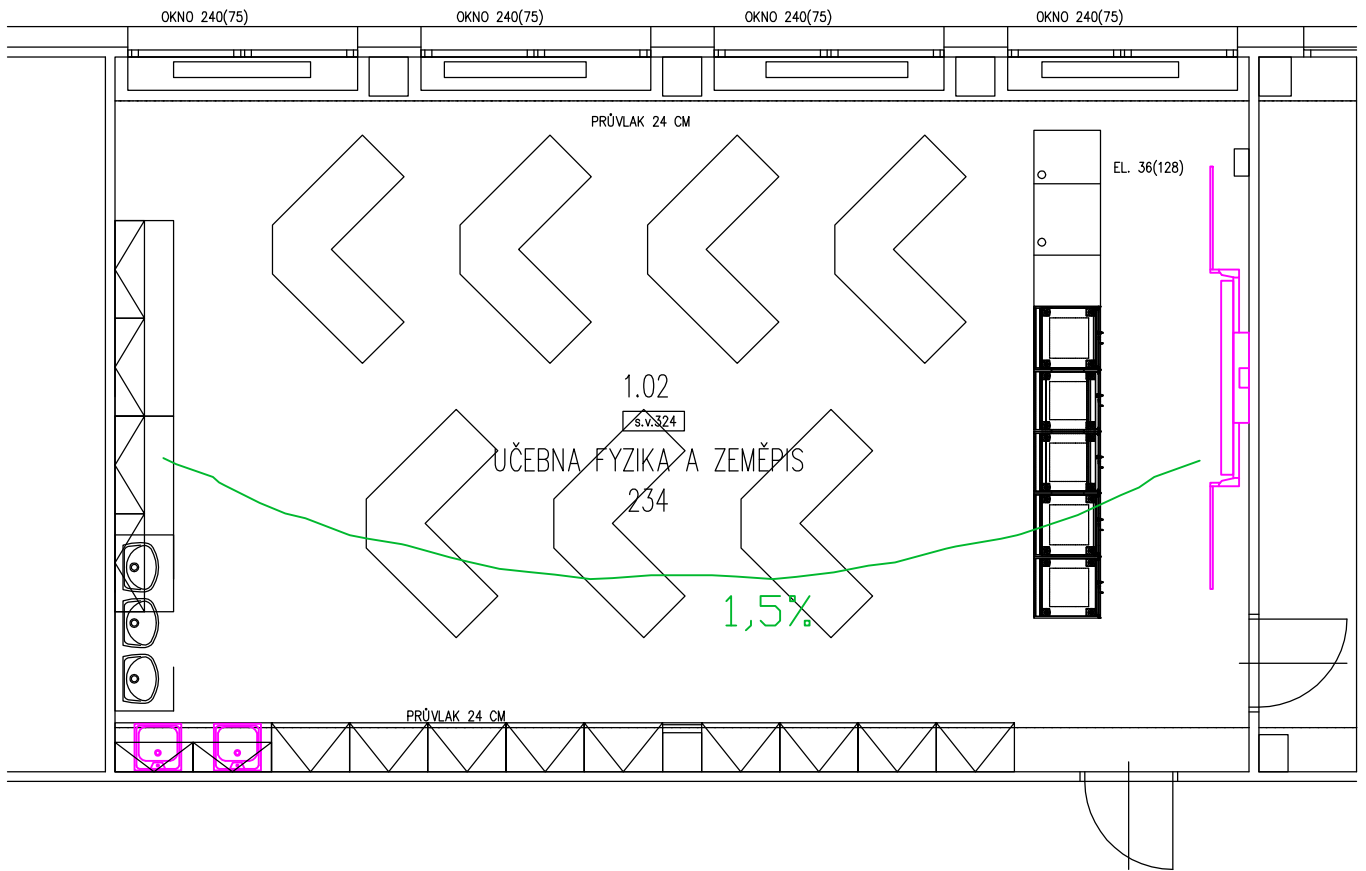 OKNO 240(75)
OKNO 240(75)
OKNO 240(75)
OKNO 240(75)
PRŮVLAK 24 CM
EL. 36(128)
1.02
s.v.324
UČEBNA FYZIKA A ZEMĚPIS
234
1,5%
PRŮVLAK 24 CM